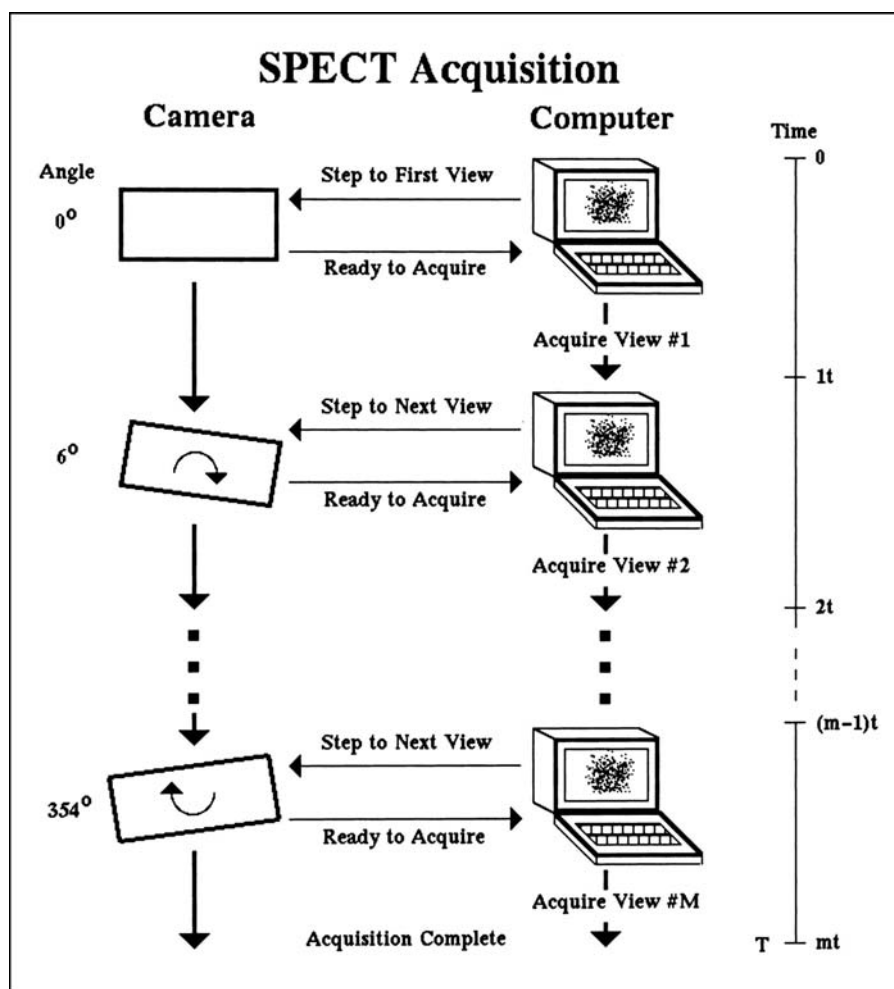 SPECT Acquisition
Camera
Computer
Time
Angle
0
Step to First View
0°
Ready to Acquire
Acquire View #1
1t
Step to Next View
6°
Ready to Acquire
Acquire View #2
2t
(m-1)t
Step to Next View
354°
Ready to Acquire
Acquire View #M
Acquisition Complete
T
mt